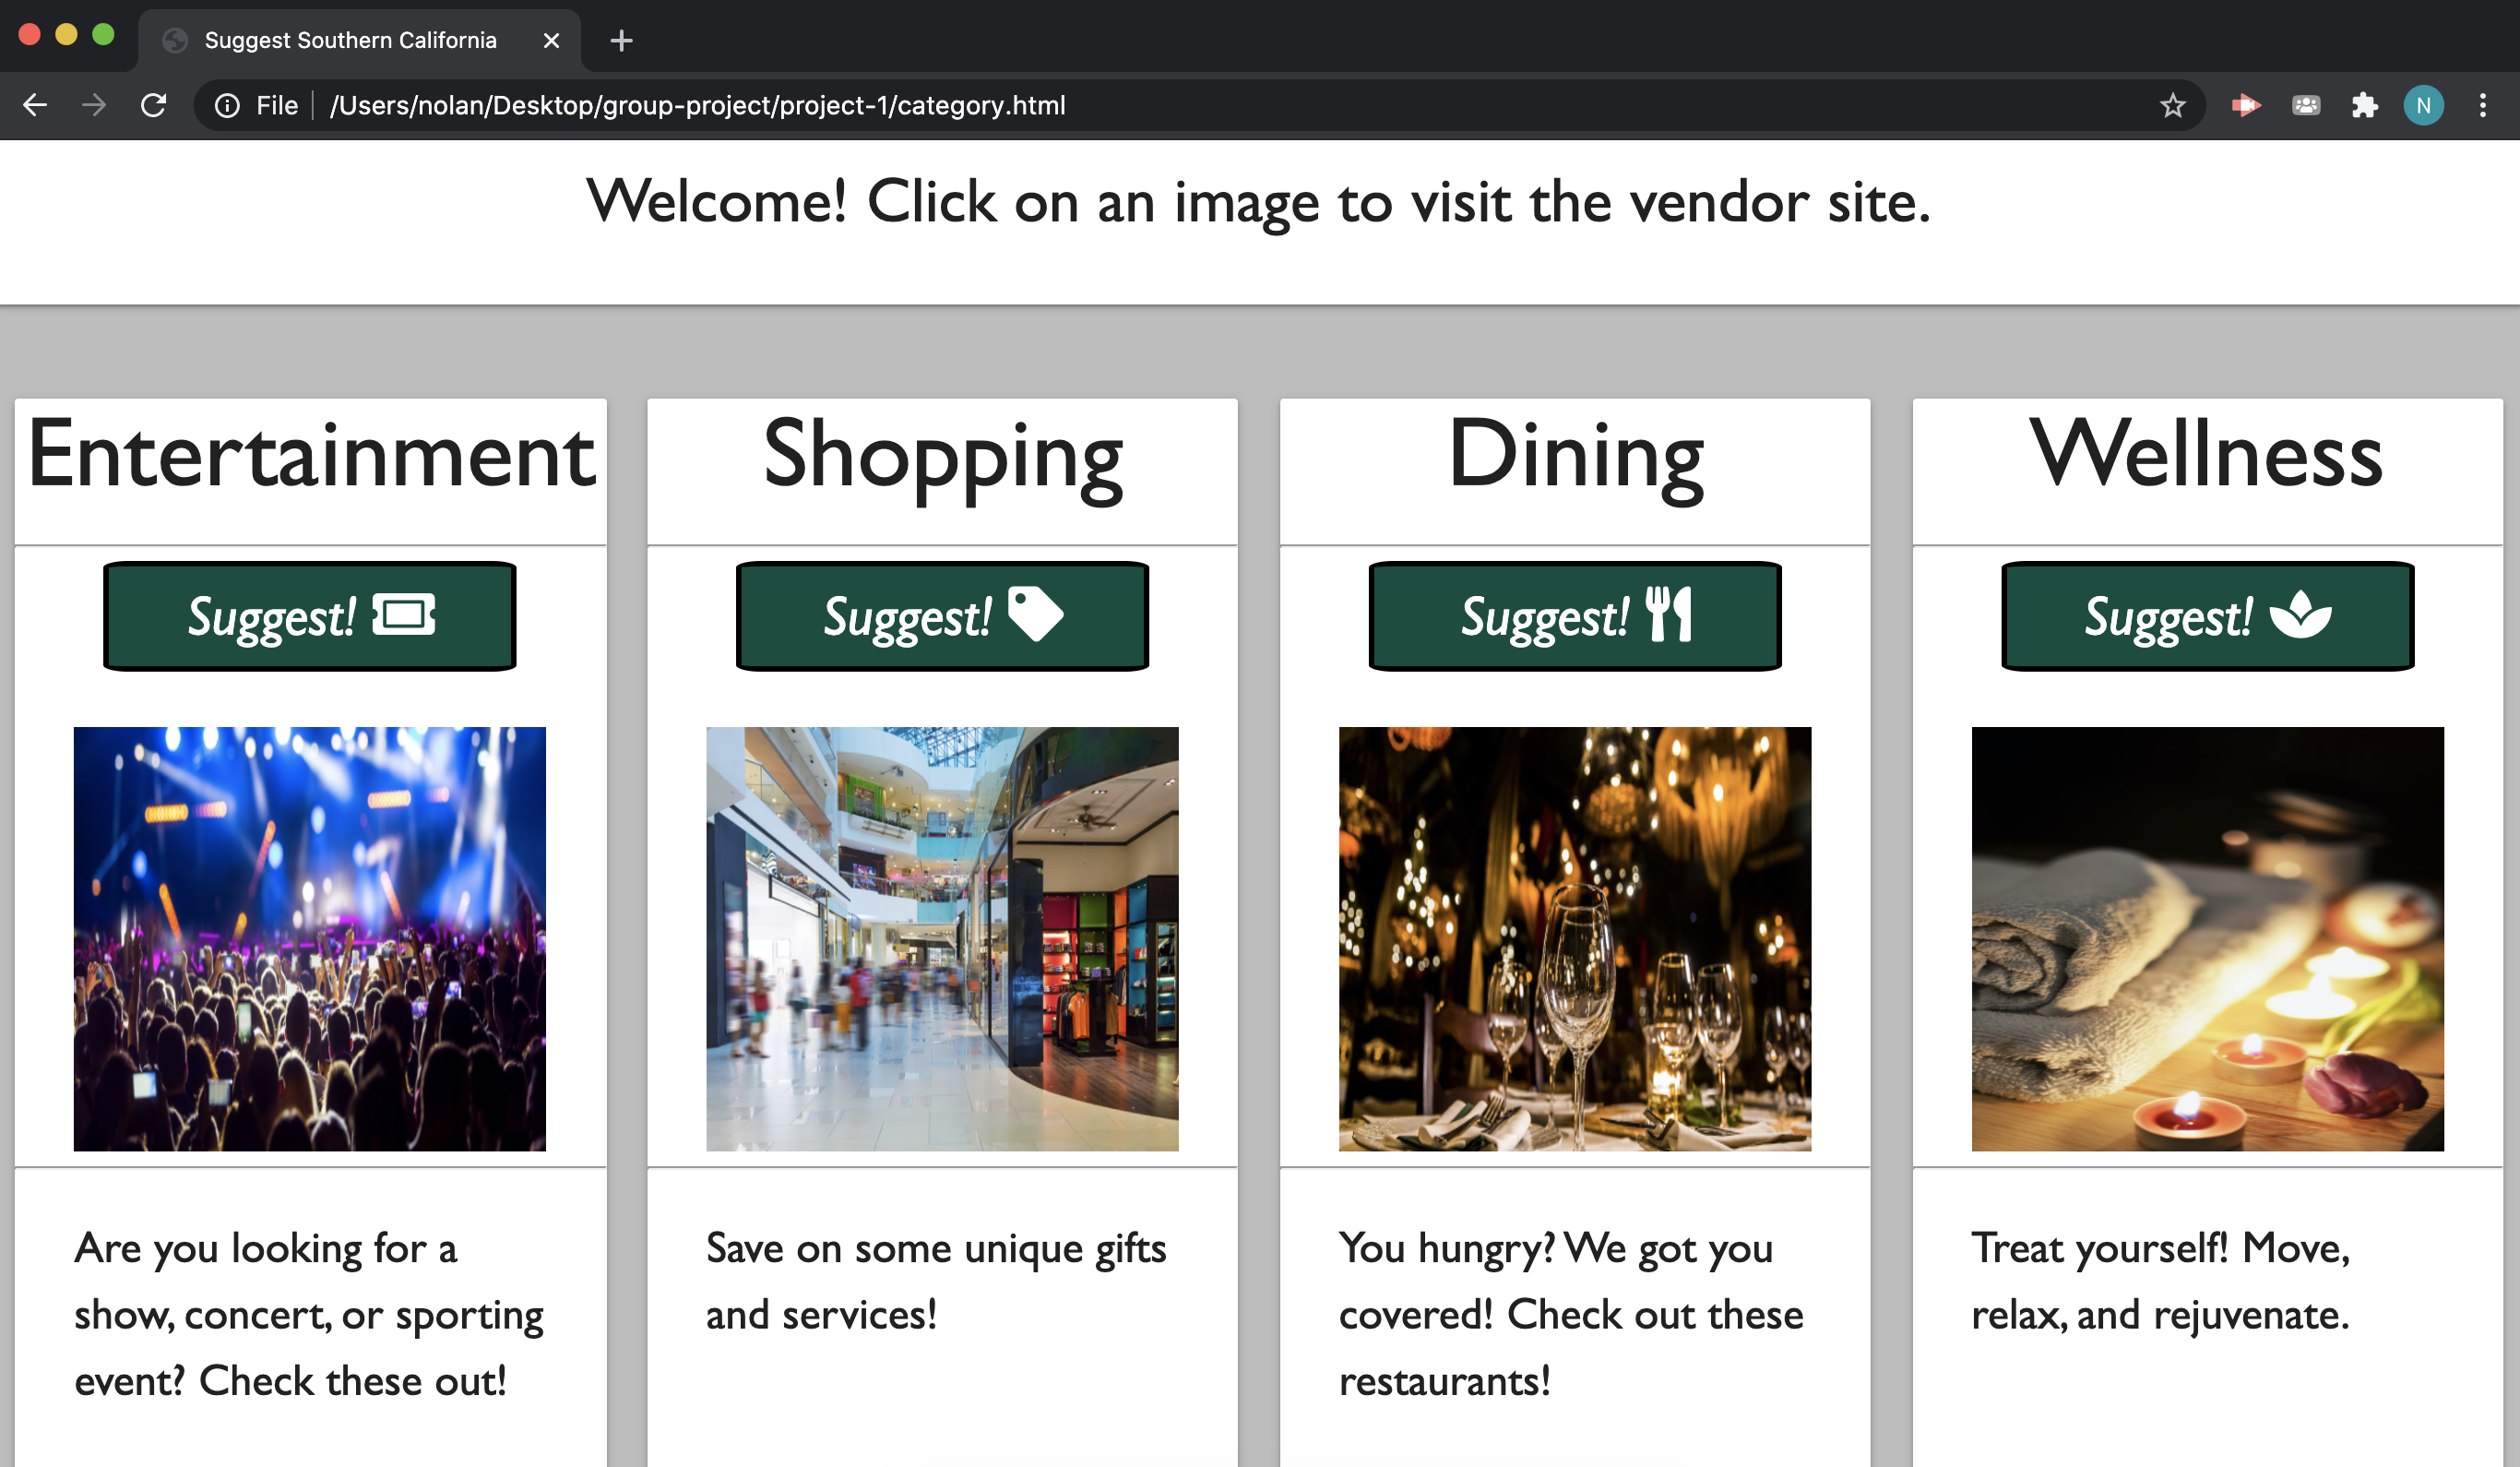 Suggest Southern California
File
/Users/nolan/Desktop/group-project/project-1/category.html
N
Welcome! Click on an image to visit the vendor site.
Entertainment
Suggest!
Are you looking for a
show, concert, or sporting
event? Check these out!
Shopping
Suggest!
Save on some unique gifts
and services!
Dining
Suggest!
You hungry? We got you
covered! Check out these
restaurants!
Wellness
Suggest!
Treat yourself! Move,
relax, and rejuvenate.